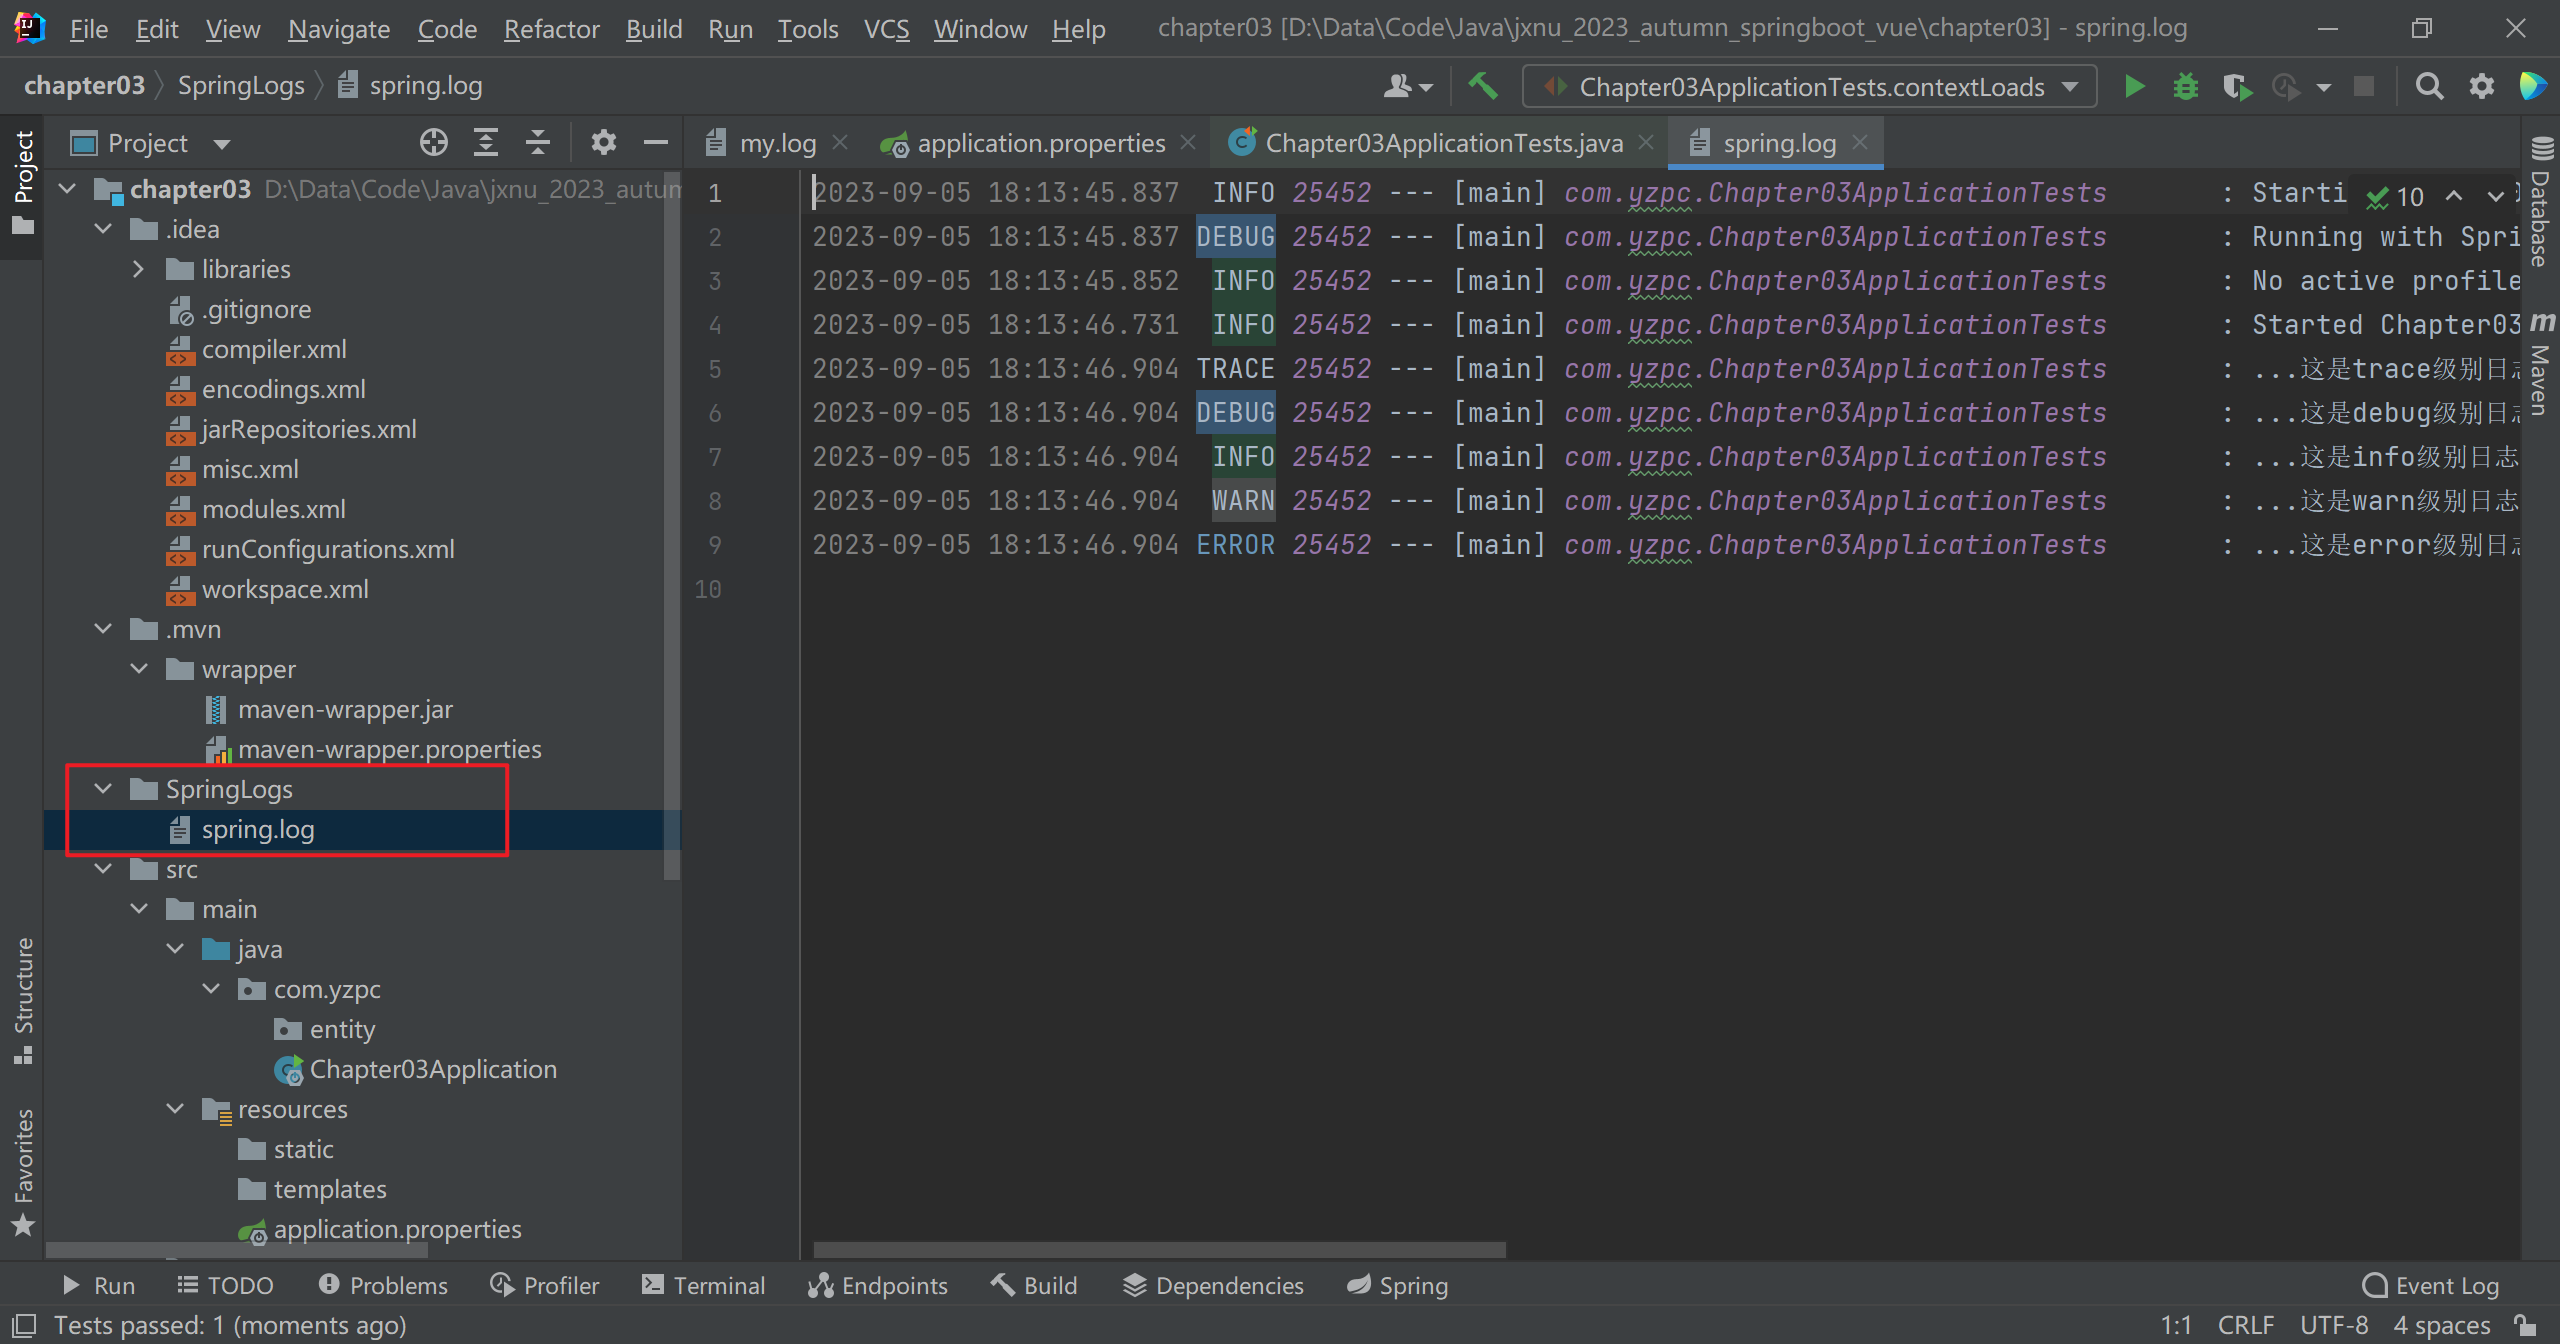 File Edit View Navigate Code Refactor Build Run Tools VCS Window Help chapter03 [D:\Data\Code\Java\jxnu_2023_autumn_springboot_vue\chapter03] - spring.log
chapter03 SpringLogs spring.log Chapter03ApplicationTests.contextLoads
Project my.log application.properties Chapter03ApplicationTests.java spring.log
Project
Structure
Favorites
chapter03 D:\Data\Code\Java\jxnu_2023_autum
.idea
libraries
.gitignore
compiler.xml
encodings.xml
jarRepositories.xml
misc.xml
modules.xml
runConfigurations.xml
workspace.xml
.mvn
wrapper
maven-wrapper.jar
maven-wrapper.properties
SpringLogs
spring.log
src
main
java
com.yzpc
entity
Chapter03Application
resources
static
templates
application.properties
1 2023-09-05 18:13:45.837 INFO 25452 --- [main] com.yzpc.Chapter03ApplicationTests : Starti
10
2 2023-09-05 18:13:45.837 DEBUG 25452 --- [main] com.yzpc.Chapter03ApplicationTests : Running with Spri
3 2023-09-05 18:13:45.852 INFO 25452 --- [main] com.yzpc.Chapter03ApplicationTests : No active profile
4 2023-09-05 18:13:46.731 INFO 25452 --- [main] com.yzpc.Chapter03ApplicationTests : Started Chapter03
5 2023-09-05 18:13:46.904 TRACE 25452 --- [main] com.yzpc.Chapter03ApplicationTests : ...这是trace级别日志
6 2023-09-05 18:13:46.904 DEBUG 25452 --- [main] com.yzpc.Chapter03ApplicationTests : ...这是debug级别日志
7 2023-09-05 18:13:46.904 INFO 25452 --- [main] com.yzpc.Chapter03ApplicationTests : ...这是info级别日志
8 2023-09-05 18:13:46.904 WARN 25452 --- [main] com.yzpc.Chapter03ApplicationTests : ...这是warn级别日志
9 2023-09-05 18:13:46.904 ERROR 25452 --- [main] com.yzpc.Chapter03ApplicationTests : ...这是error级别日志
10
Database
m Maven
Run TODO Problems Profiler Terminal Endpoints Build Dependencies Spring Event Log
Tests passed: 1 (moments ago) 1:1 CRLF UTF-8 4 spaces